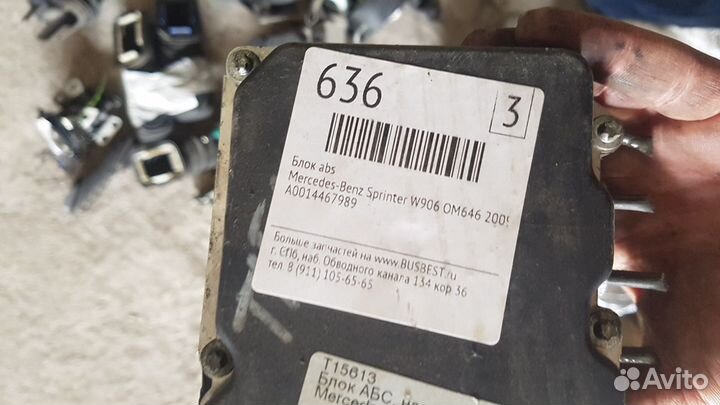 636
3
Блок abs
Mercedes-Benz Sprinter W906 OM646 2009
A0014467989
Больше запчастей на www.BUSBEST.ru
г. СПб, наб. Обводного канала 134 кор 36
тел. 8 (911) 105-65-65
T15613
Блок АБС,
Mercedes
Avito